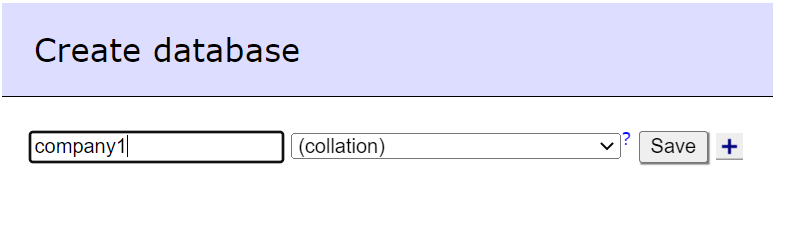 Create database
company1 (collation) ? Save +